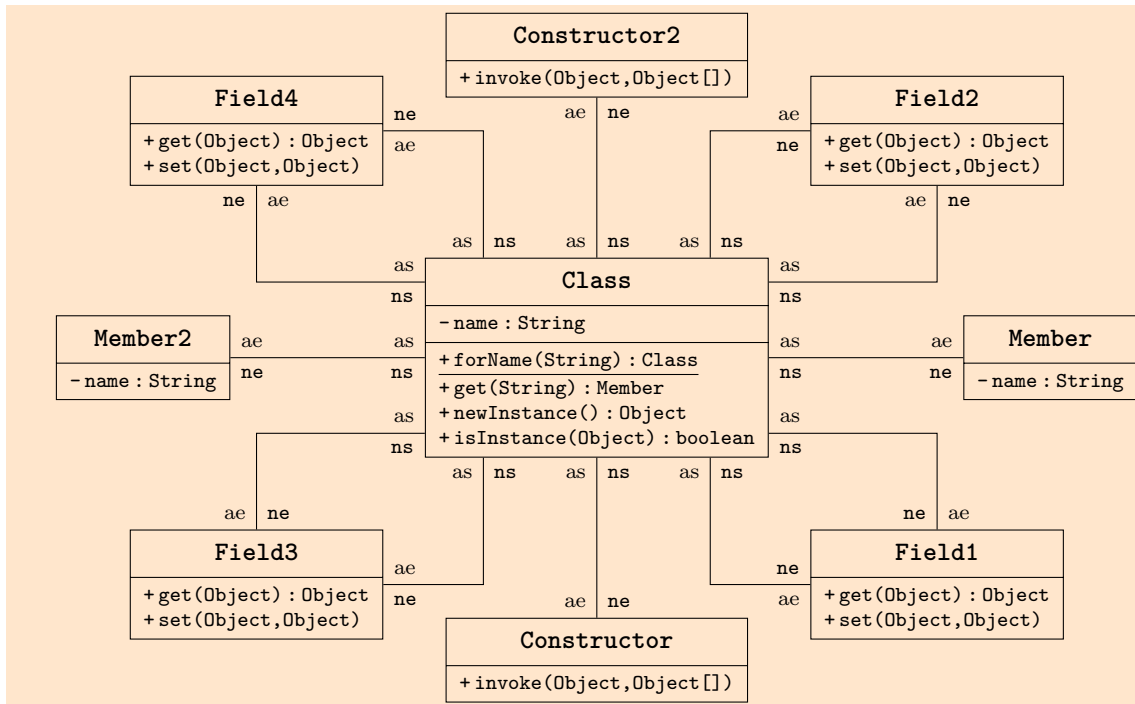 Constructor2
+ invoke(Object,Object[])
Field4
+ get(Object) : Object
+ set(Object,Object)
Field2
+ get(Object) : Object
+ set(Object,Object)
ne
ae
ae ne
ae
ne
ne ae
ae ne
as ns
as ns
as ns
as
ns
as
ns
Class
- name : String
+ forName(String) : Class
+ get(String) : Member
+ newInstance() : Object
+ isInstance(Object) : boolean
Member2
- name : String
ae
ne
as
ns
as
ns
ae
ne
Member
- name : String
as
ns
as
ns
as ns
as ns
as ns
ae ne
ne ae
Field3
+ get(Object) : Object
+ set(Object,Object)
ae
ne
ae ne
ne
ae
Field1
+ get(Object) : Object
+ set(Object,Object)
Constructor
+ invoke(Object,Object[])